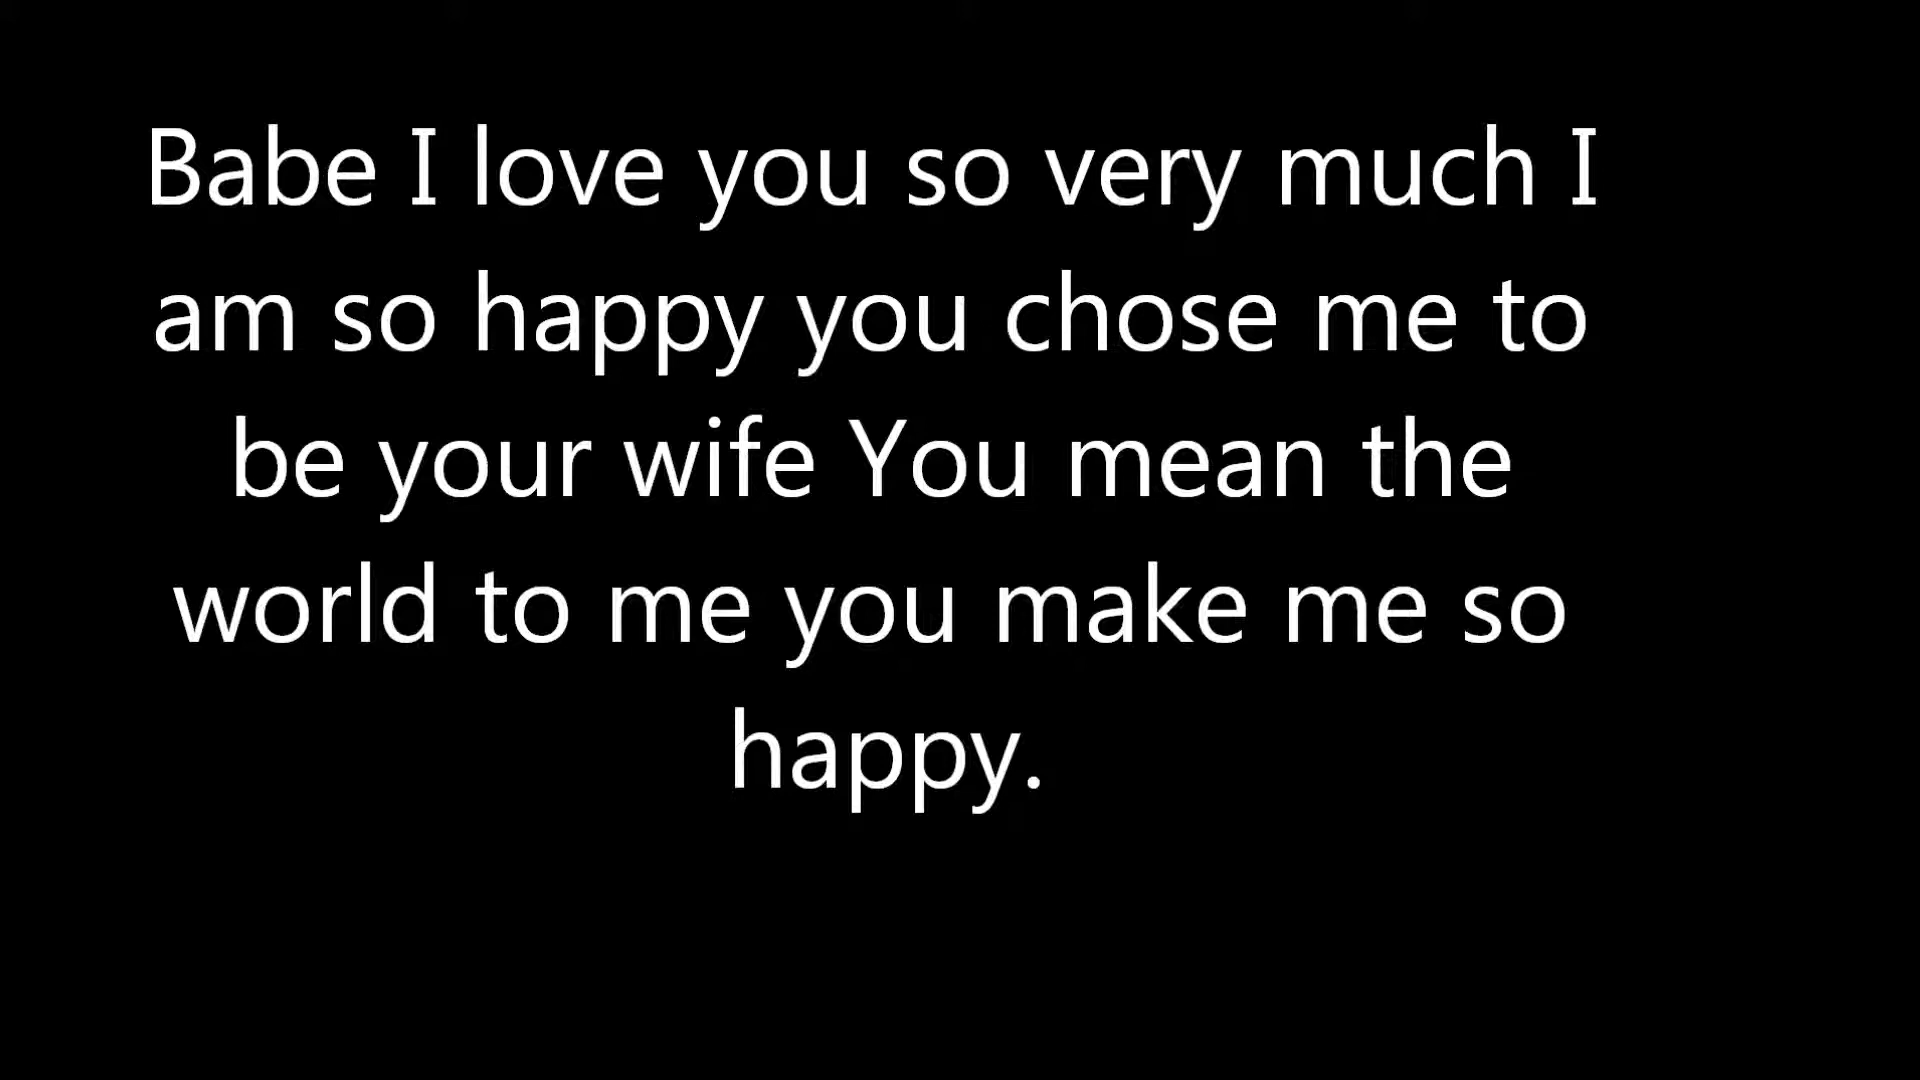 Babe I love you so very much I
am so happy you chose me to
be your wife You mean the
world to me you make me so
happy.